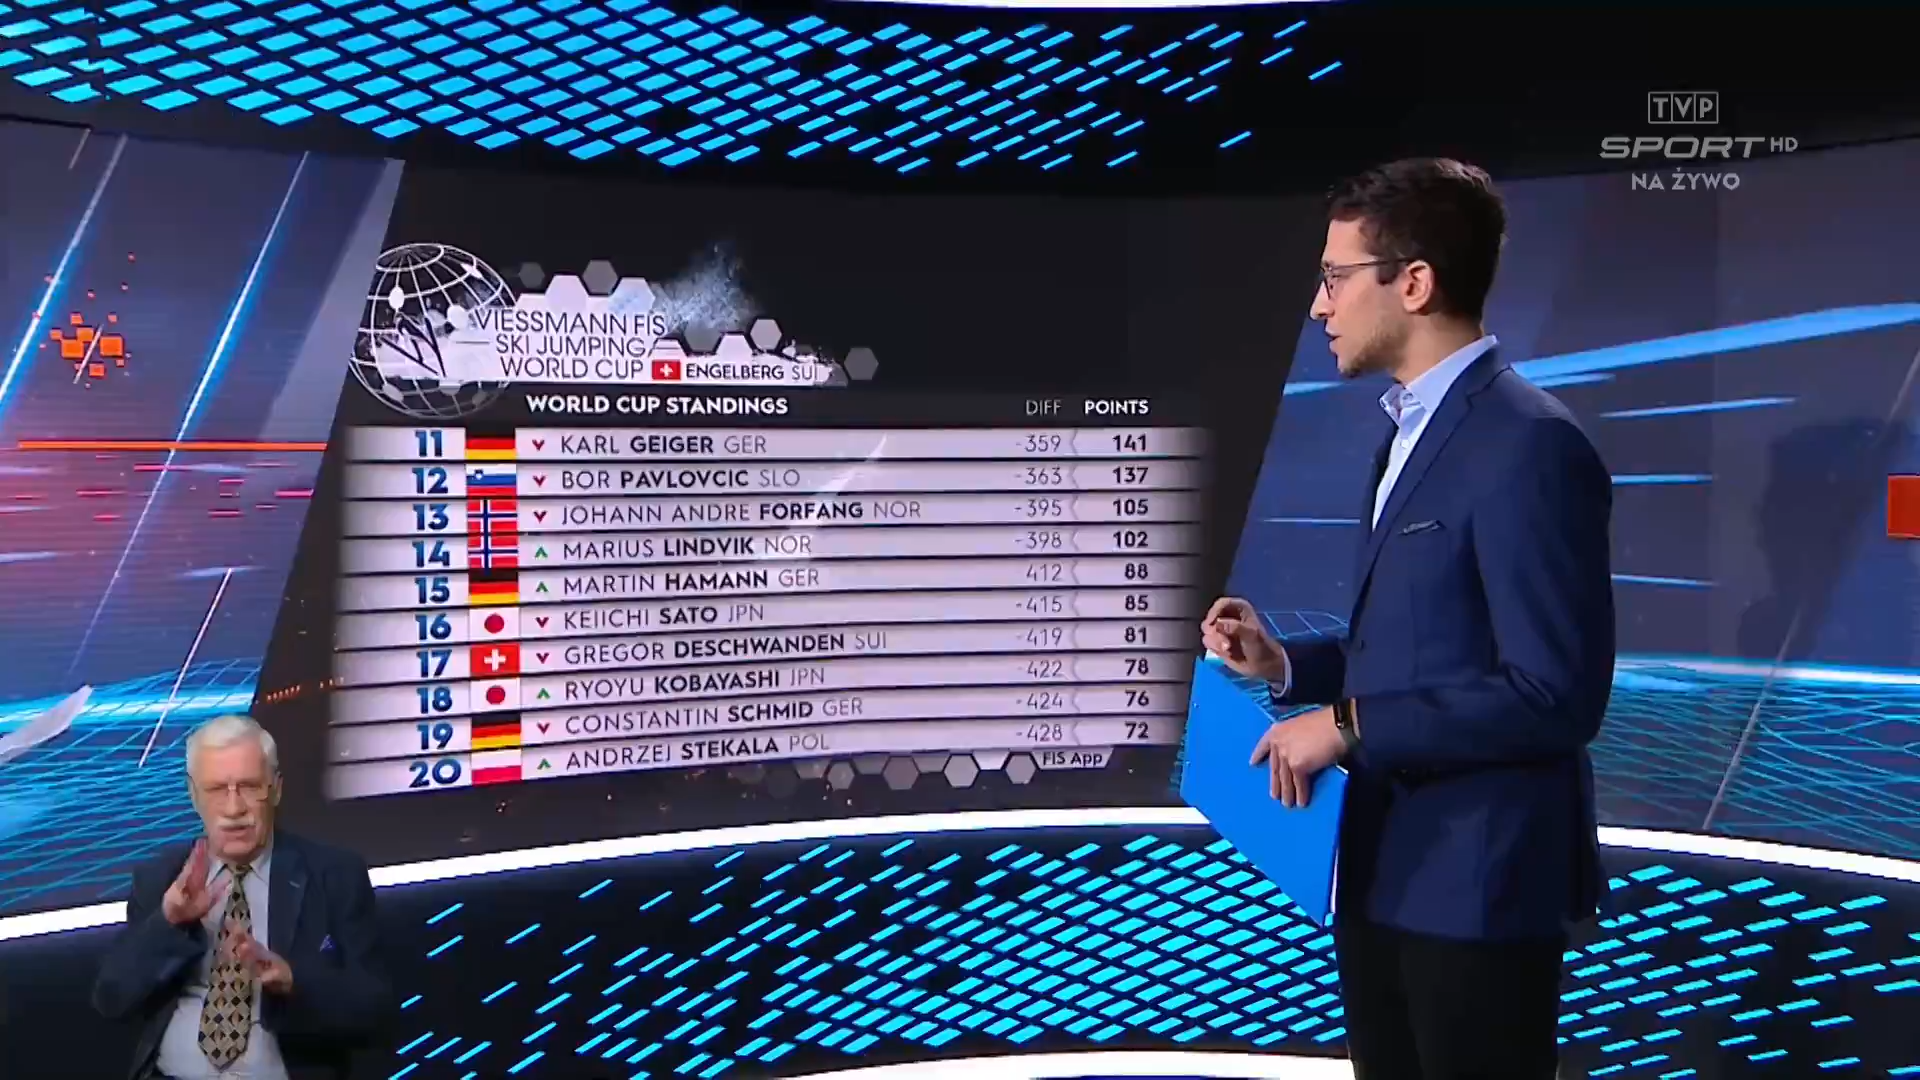 TVP
SPORT HD
NA ŻYWO
VIESSMANN FIS
SKI JUMPING
WORLD CUP ENGELBERG SUI
WORLD CUP STANDINGS DIFF POINTS
11 KARL GEIGER GER -359 141
12 BOR PAVLOVCIC SLO -363 137
13 JOHANN ANDRE FORFANG NOR -395 105
14 MARIUS LINDVIK NOR -398 102
15 MARTIN HAMANN GER 412 88
16 KEIICHI SATO JPN -415 85
17 GREGOR DESCHWANDEN SUI -419 81
18 RYOYU KOBAYASHI JPN -422 78
19 CONSTANTIN SCHMID GER -424 76
20 ANDRZEJ STEKALA POL -428 72
FIS App